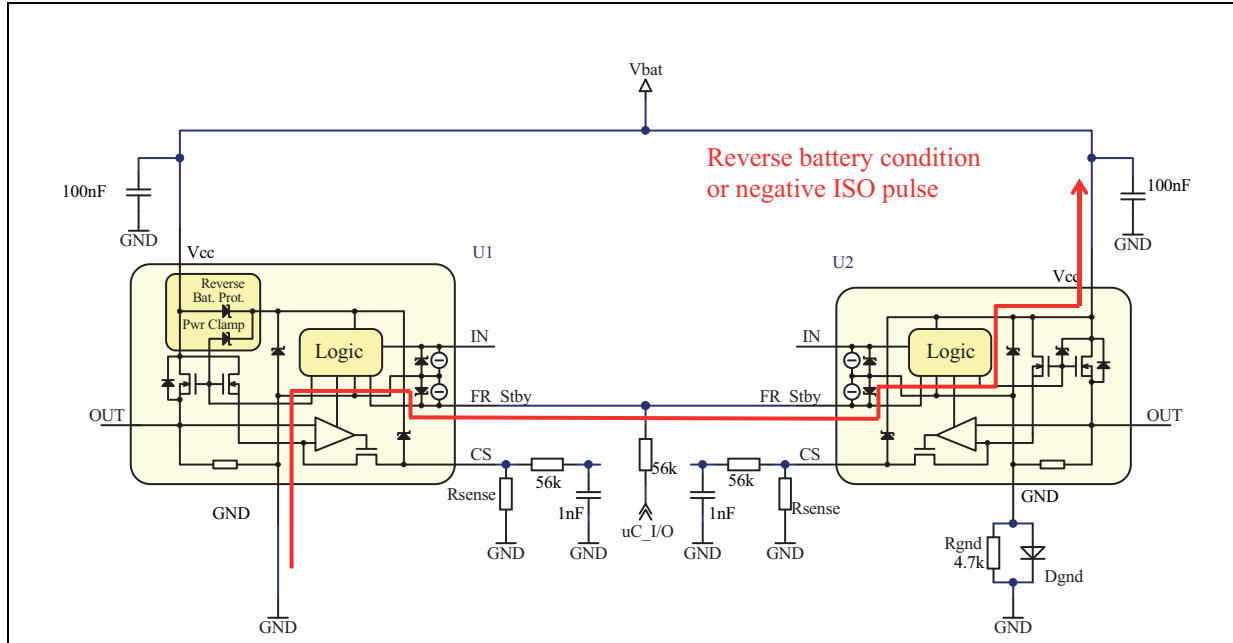 Vbat
Reverse battery condition
or negative ISO pulse
100nF
GND
100nF
GND
Vcc
U1
U2
Vcc
Reverse
Bat. Prot.
Pwr Clamp
Logic
IN
IN
Logic
FR_Stby
FR_Stby
OUT
OUT
CS
CS
56k
56k
56k
Rsense
1nF
1nF
Rsense
GND
GND
GND
GND
uC_I/O
GND
GND
Rgnd
4.7k
Dgnd
GND
GND